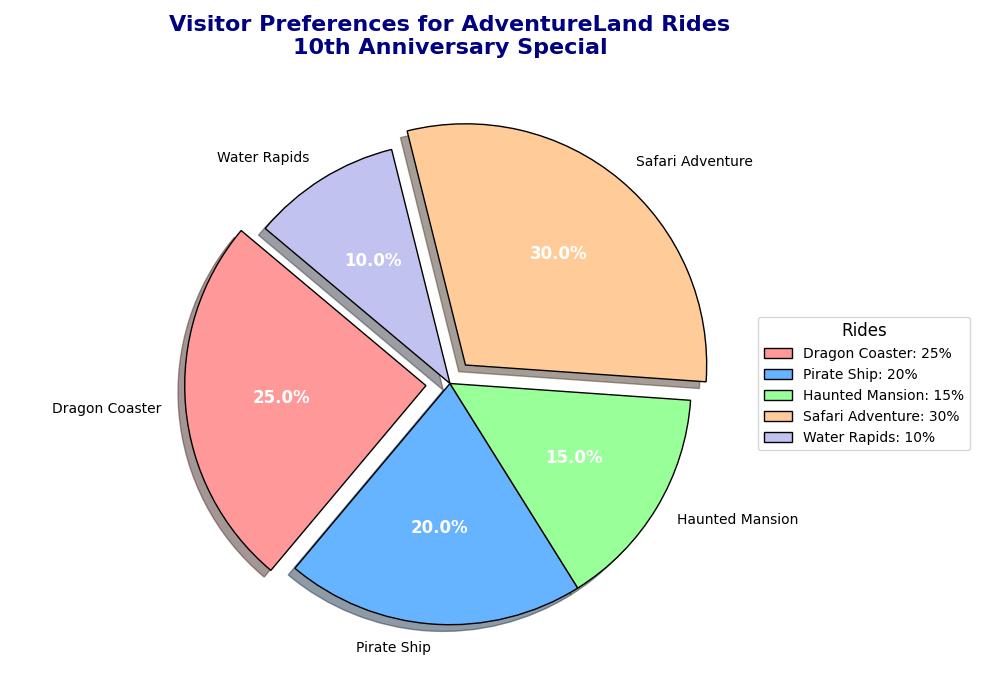 Visitor Preferences for AdventureLand Rides
10th Anniversary Special
Water Rapids
Safari Adventure
30.0%
10.0%
Rides
Dragon Coaster: 25%
Pirate Ship: 20%
Haunted Mansion: 15%
Safari Adventure: 30%
Water Rapids: 10%
25.0%
Dragon Coaster
15.0%
20.0%
Haunted Mansion
Pirate Ship